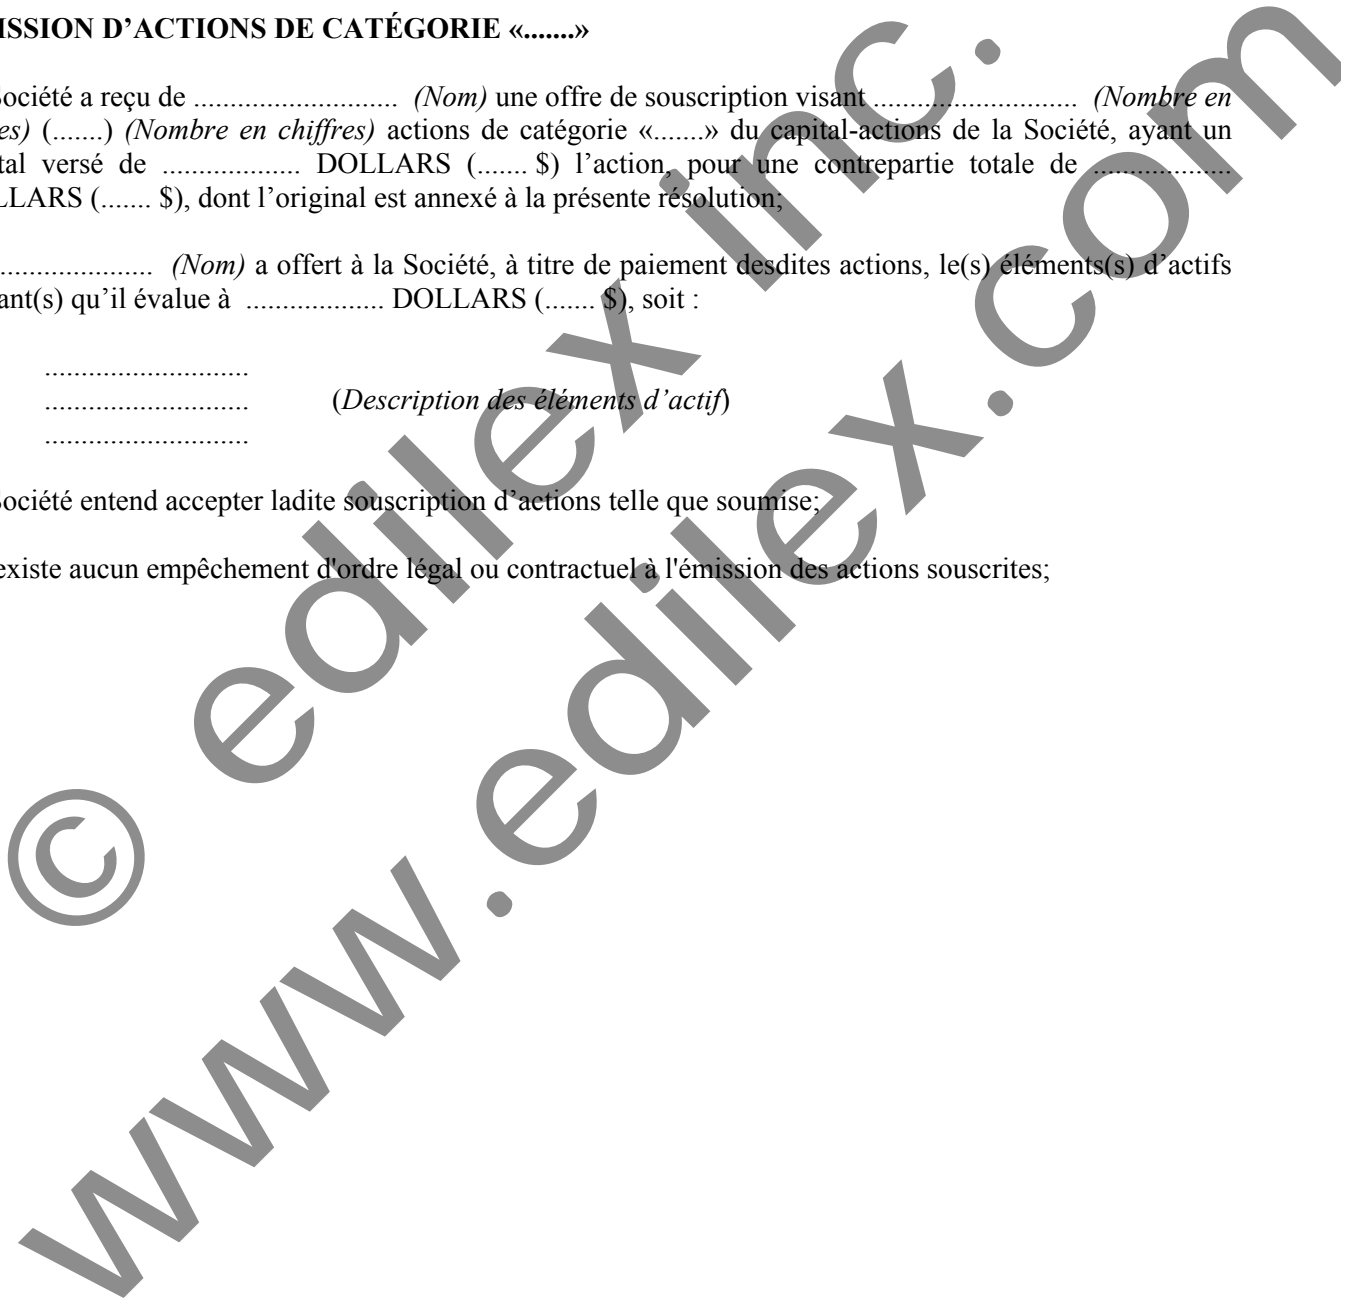 ISSION D’ACTIONS DE CATÉGORIE «.......»
Société a reçu de ............................ (Nom) une offre de souscription visant ............................ (Nombre en
es) (.......) (Nombre en chiffres) actions de catégorie «.......» du capital-actions de la Société, ayant un
tal versé de ................... DOLLARS (....... $) l’action, pour une contrepartie totale de ...................
LLARS (....... $), dont l’original est annexé à la présente résolution;
..................... (Nom) a offert à la Société, à titre de paiement desdites actions, le(s) éléments(s) d’actifs
ant(s) qu’il évalue à ................... DOLLARS (....... $), soit :
............................
............................ (Description des éléments d’actif)
............................
Société entend accepter ladite souscription d’actions telle que soumise;
existe aucun empêchement d'ordre légal ou contractuel à l'émission des actions souscrites;
© edilex inc.
www.edilex.com